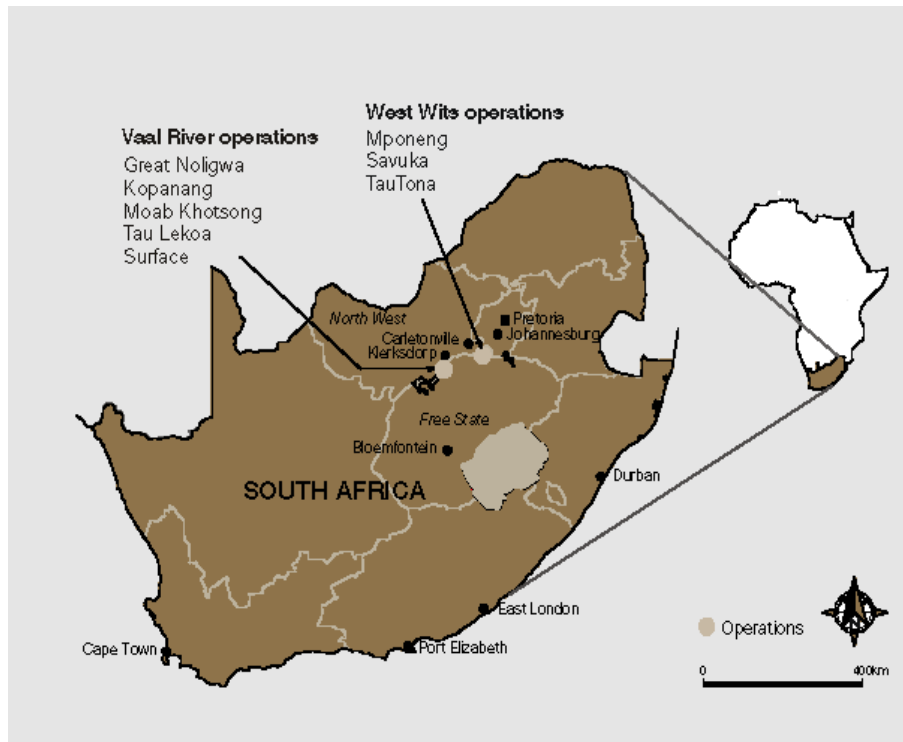 West Wits operations
Mponeng
Savuka
TauTona
Vaal River operations
Great Noligwa
Kopanang
Moab Khotsong
Tau Lekoa
Surface
North West
Pretoria
Johannesburg
Carletonville
Klerksdorp
Free State
Bloemfontein
Durban
SOUTH AFRICA
East London
Port Elizabeth
Cape Town
Operations
N
0 400km